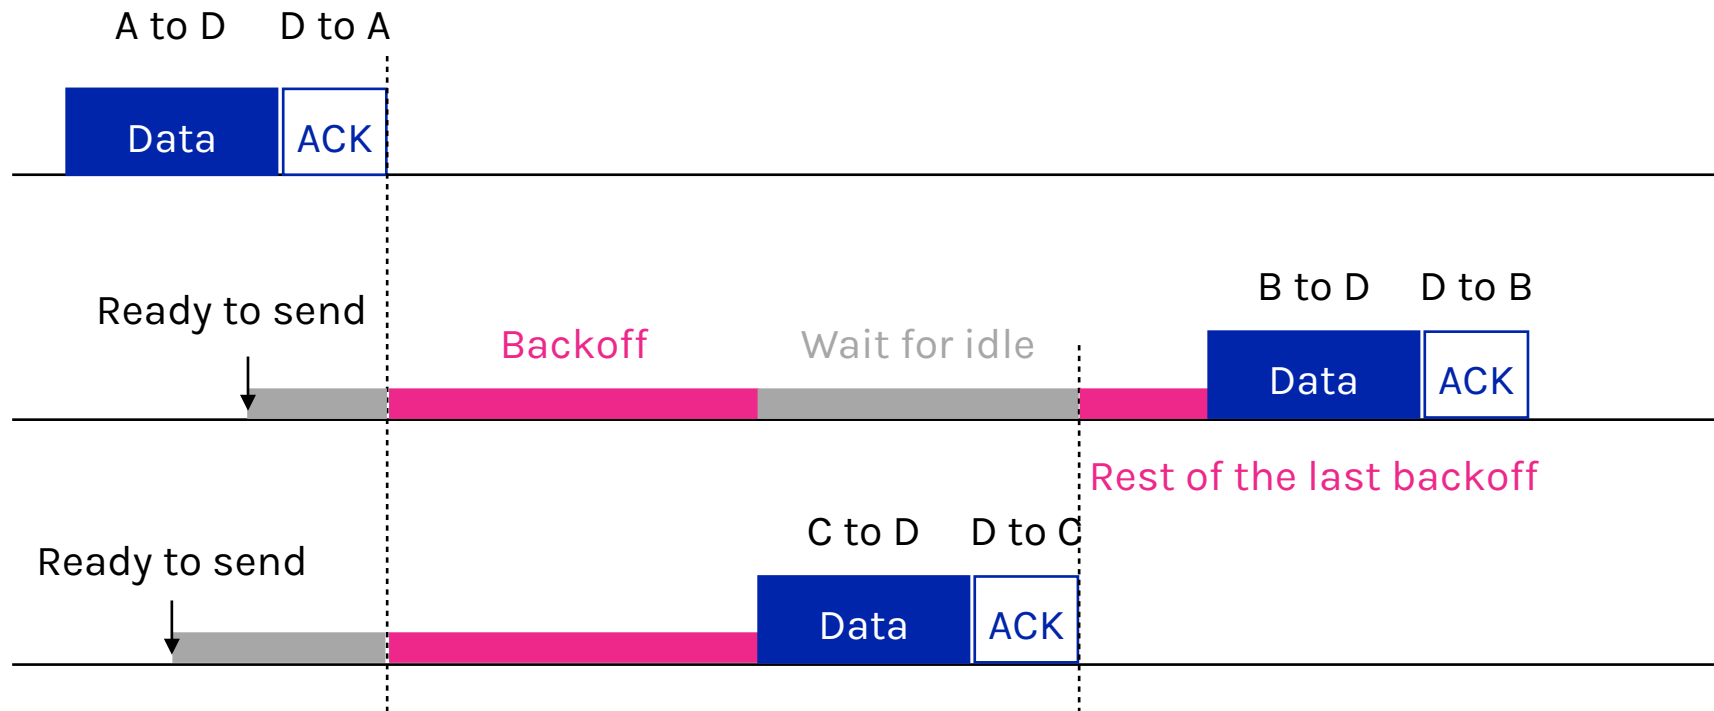 A to D D to A
Data ACK
Ready to send
Backoff Wait for idle
B to D D to B
Data ACK
Rest of the last backoff
C to D D to C
Ready to send
Data ACK